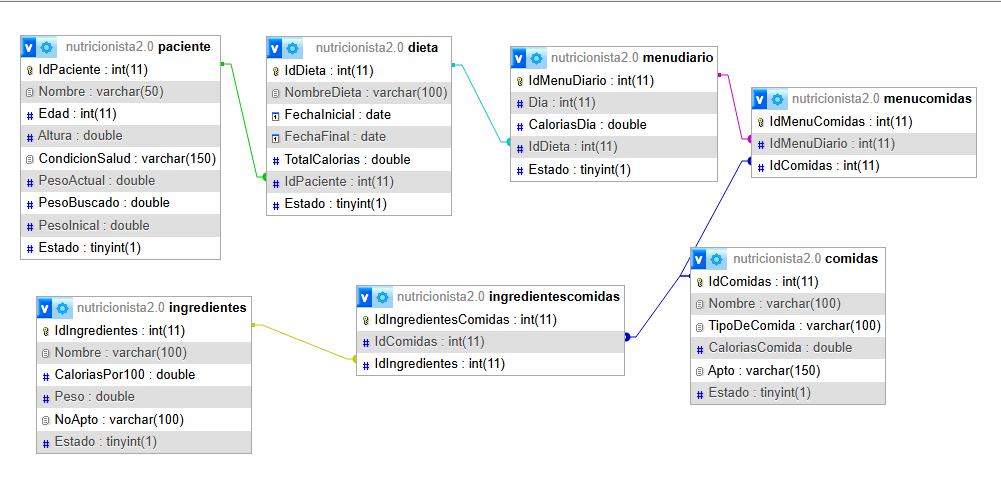 nutricionista2.0 paciente
IdPaciente : int(11)
Nombre : varchar(50)
Edad : int(11)
Altura : double
CondicionSalud : varchar(150)
PesoActual : double
PesoBuscado : double
PesoInical : double
Estado : tinyint(1)
nutricionista2.0 dieta
IdDieta : int(11)
NombreDieta : varchar(100)
FechaInicial : date
FechaFinal : date
TotalCalorias : double
IdPaciente : int(11)
Estado : tinyint(1)
nutricionista2.0 menudiario
IdMenuDiario : int(11)
Dia : int(11)
CaloriasDia : double
IdDieta : int(11)
Estado : tinyint(1)
nutricionista2.0 menucomidas
IdMenuComidas : int(11)
IdMenuDiario : int(11)
IdComidas : int(11)
nutricionista2.0 comidas
IdComidas : int(11)
Nombre : varchar(100)
TipoDeComida : varchar(100)
CaloriasComida : double
Apto : varchar(150)
Estado : tinyint(1)
nutricionista2.0 ingredientescomidas
IdIngredientesComidas : int(11)
IdComidas : int(11)
IdIngredientes : int(11)
nutricionista2.0 ingredientes
IdIngredientes : int(11)
Nombre : varchar(100)
CaloriasPor100 : double
Peso : double
NoApto : varchar(100)
Estado : tinyint(1)